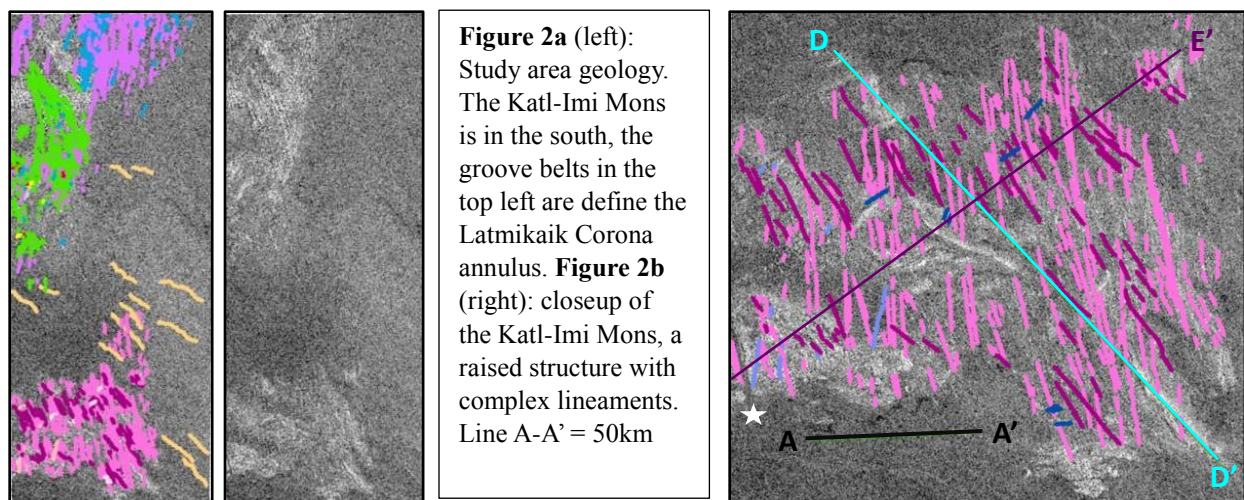 Figure 2a (left):
Study area geology.
The Katl-Imi Mons
is in the south, the
groove belts in the
top left are define the
Latmikaik Corona
annulus. Figure 2b
(right): closeup of
the Katl-Imi Mons, a
raised structure with
complex lineaments.
Line A-A’ = 50km
D
E’
A
A’
D’